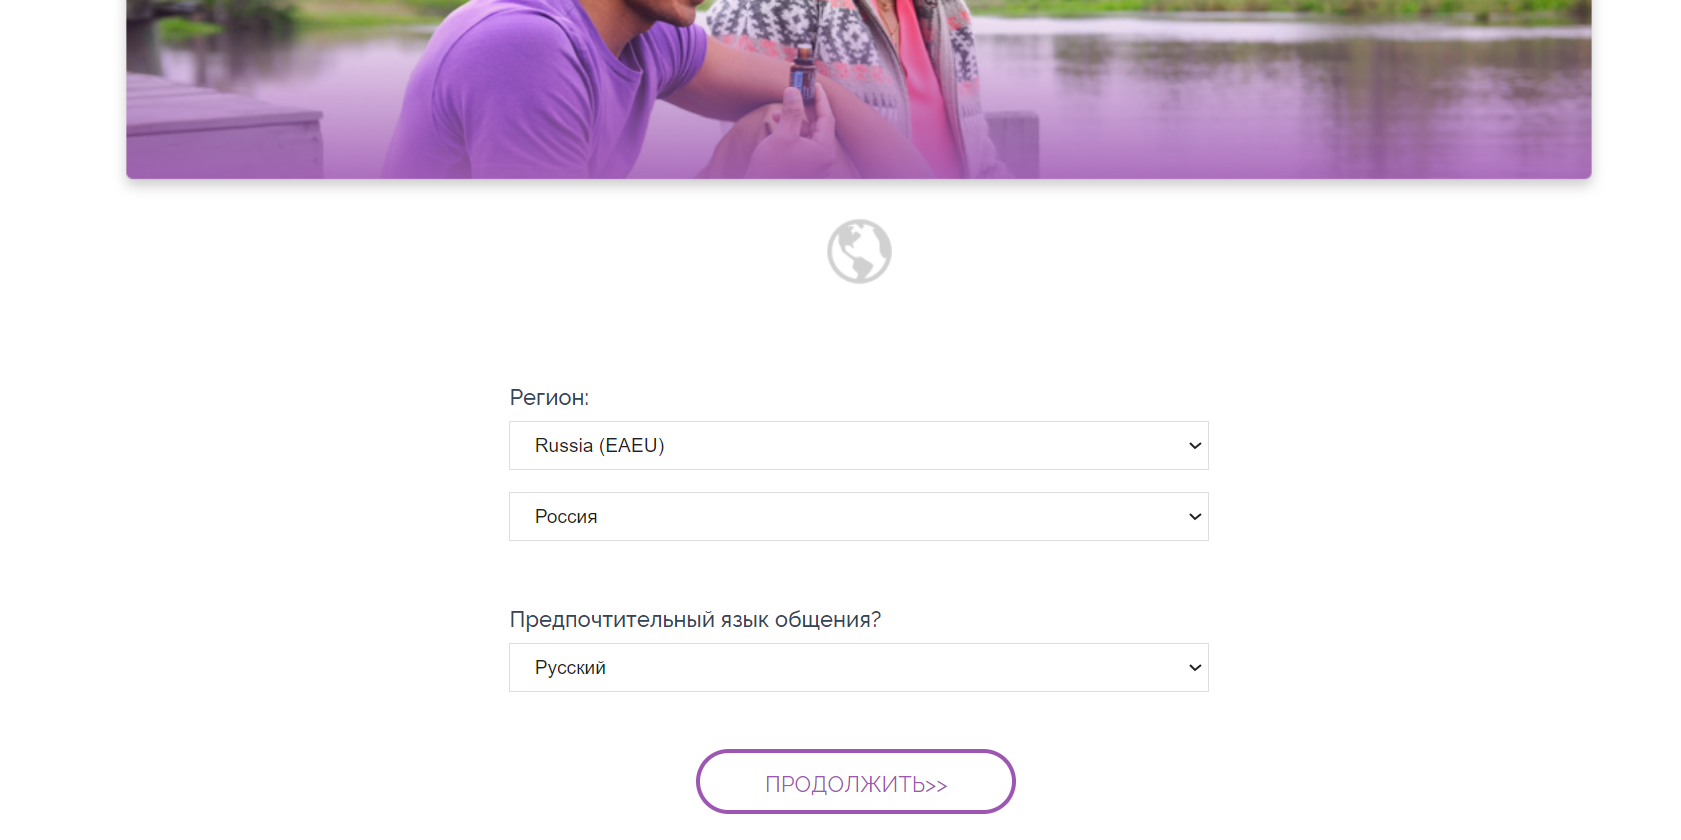 Регион:
Russia (EAEU)
Россия
Предпочтительный язык общения?
Русский
ПРОДОЛЖИТЬ>>